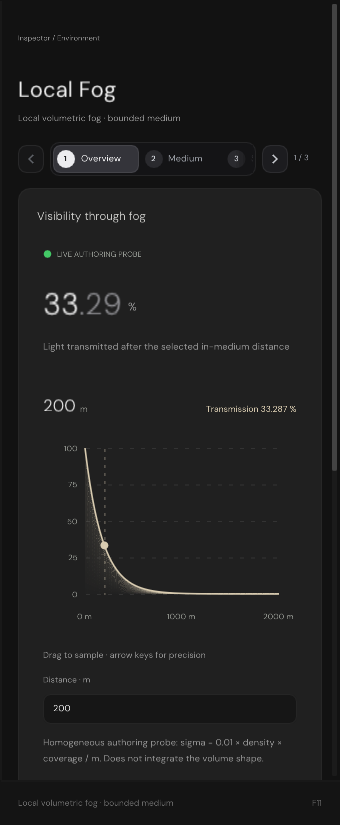 Inspector / Environment
Local Fog
Local volumetric fog · bounded medium
1 Overview 2 Medium 3 1 / 3
Visibility through fog
LIVE AUTHORING PROBE
33.29 %
Light transmitted after the selected in-medium distance
200 m Transmission 33.287 %
100
75
50
25
0
0 m 1000 m 2000 m
Drag to sample · arrow keys for precision
Distance · m
200
Homogeneous authoring probe: sigma = 0.01 × density ×
coverage / m. Does not integrate the volume shape.
Local volumetric fog · bounded medium F11